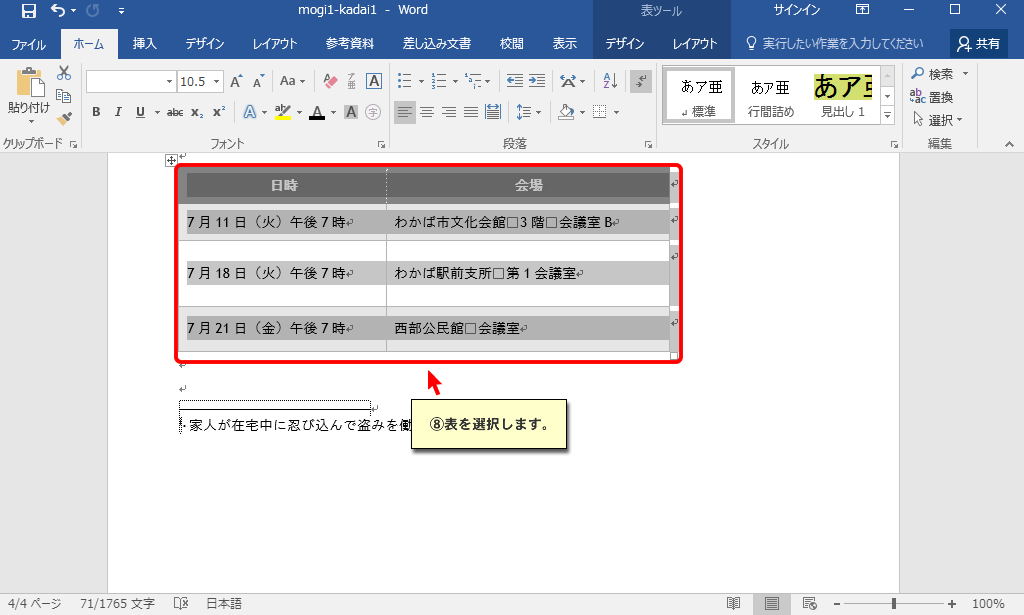 mogi1-kadai1 - Word
表ツール
サインイン
ファイル ホーム 挿入 デザイン レイアウト 参考資料 差し込み文書 校閲 表示 デザイン レイアウト 実行したい作業を入力してください 共有
貼り付け
10.5
Aa
B I U abc x₂ x²
あア亜 標準
あア亜 行間詰め
あア亜 見出し 1
検索
置換
選択
クリップボード フォント 段落 スタイル 編集
日時 会場
7 月 11 日（火）午後 7 時 わかば市文化会館□3 階□会議室 B
7 月 18 日（火）午後 7 時 わかば駅前支所□第 1 会議室
7 月 21 日（金）午後 7 時 西部公民館□会議室
・家人が在宅中に忍び込んで盗みを働
⑧表を選択します。
4/4 ページ 71/1765 文字 日本語 100%